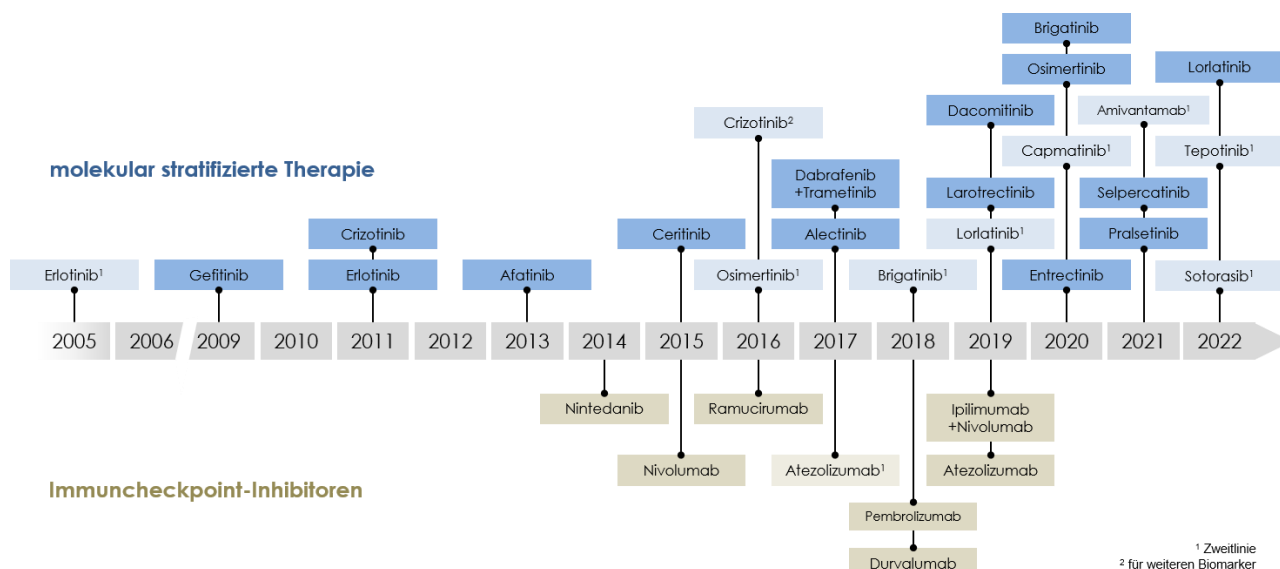 Brigatinib
Osimertinib
Lorlatinib
Crizotinib²
Dacomitinib
Amivantamab¹
Capmatinib¹
Tepotinib¹
molekular stratifizierte Therapie
Dabrafenib
+Trametinib
Larotrectinib
Selpercatinib
Crizotinib
Ceritinib
Alectinib
Lorlatinib¹
Pralsetinib
Erlotinib¹
Gefitinib
Erlotinib
Afatinib
Osimertinib¹
Brigatinib¹
Entrectinib
Sotorasib¹
2005 2006 2009 2010 2011 2012 2013 2014 2015 2016 2017 2018 2019 2020 2021 2022
Nintedanib
Ramucirumab
Ipilimumab
+Nivolumab
Nivolumab
Atezolizumab¹
Atezolizumab
Immuncheckpoint-Inhibitoren
Pembrolizumab
Durvalumab
¹ Zweitlinie
² für weiteren Biomarker